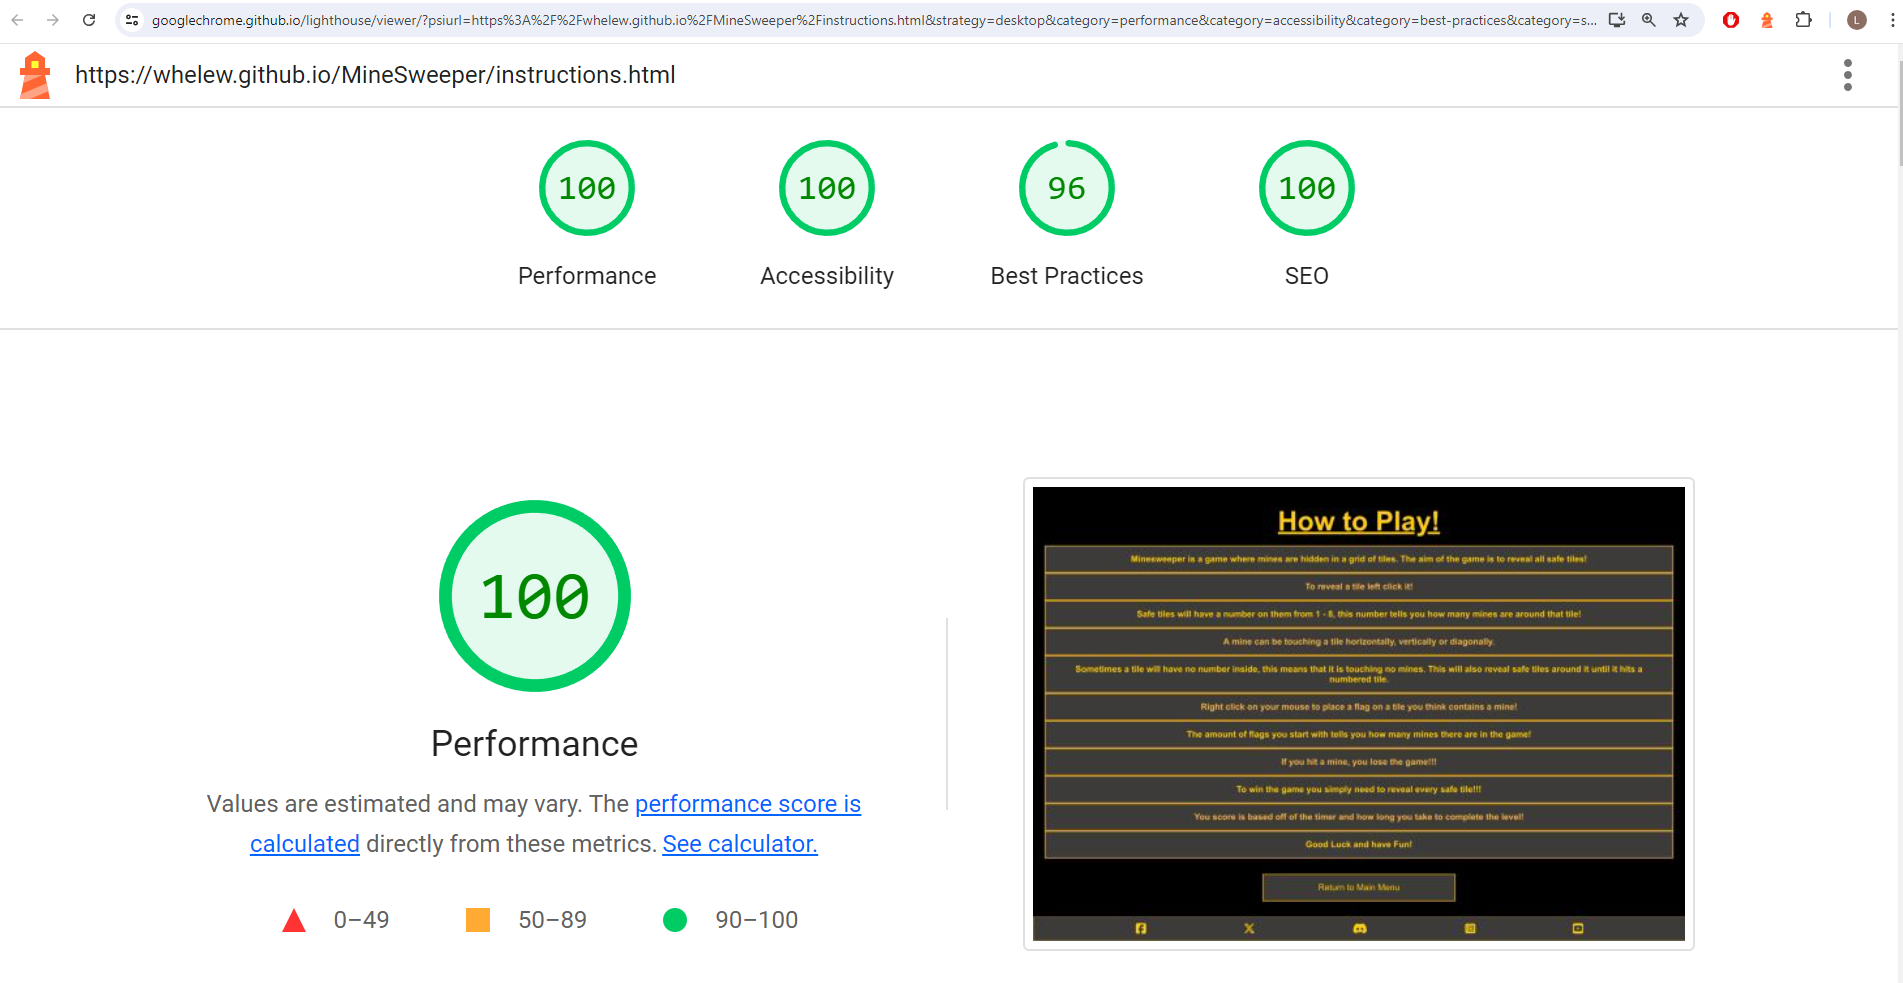 googlechrome.github.io/lighthouse/viewer/?psiurl=https%3A%2F%2Fwhelew.github.io%2FMineSweeper%2Finstructions.html&strategy=desktop&category=performance&category=accessibility&category=best-practices&category=s...
L
https://whelew.github.io/MineSweeper/instructions.html
100
100
96
100
Performance
Accessibility
Best Practices
SEO
100
Performance
Values are estimated and may vary. The performance score is
calculated directly from these metrics. See calculator.
0–49
50–89
90–100
How to Play!
Minesweeper is a game where mines are hidden in a grid of tiles. The aim of the game is to reveal all safe tiles!
To reveal a tile left click it!
Safe tiles will have a number on them from 1 - 8, this number tells you how many mines are around that tile!
A mine can be touching a tile horizontally, vertically or diagonally.
Sometimes a tile will have no number inside, this means that it is touching no mines. This will also reveal safe tiles around it until it hits a
numbered tile.
Right click on your mouse to place a flag on a tile you think contains a mine!
The amount of flags you start with tells you how many mines there are in the game!
If you hit a mine, you lose the game!!!
To win the game you simply need to reveal every safe tile!!!
You score is based off of the timer and how long you take to complete the level!
Good Luck and have Fun!
Return to Main Menu